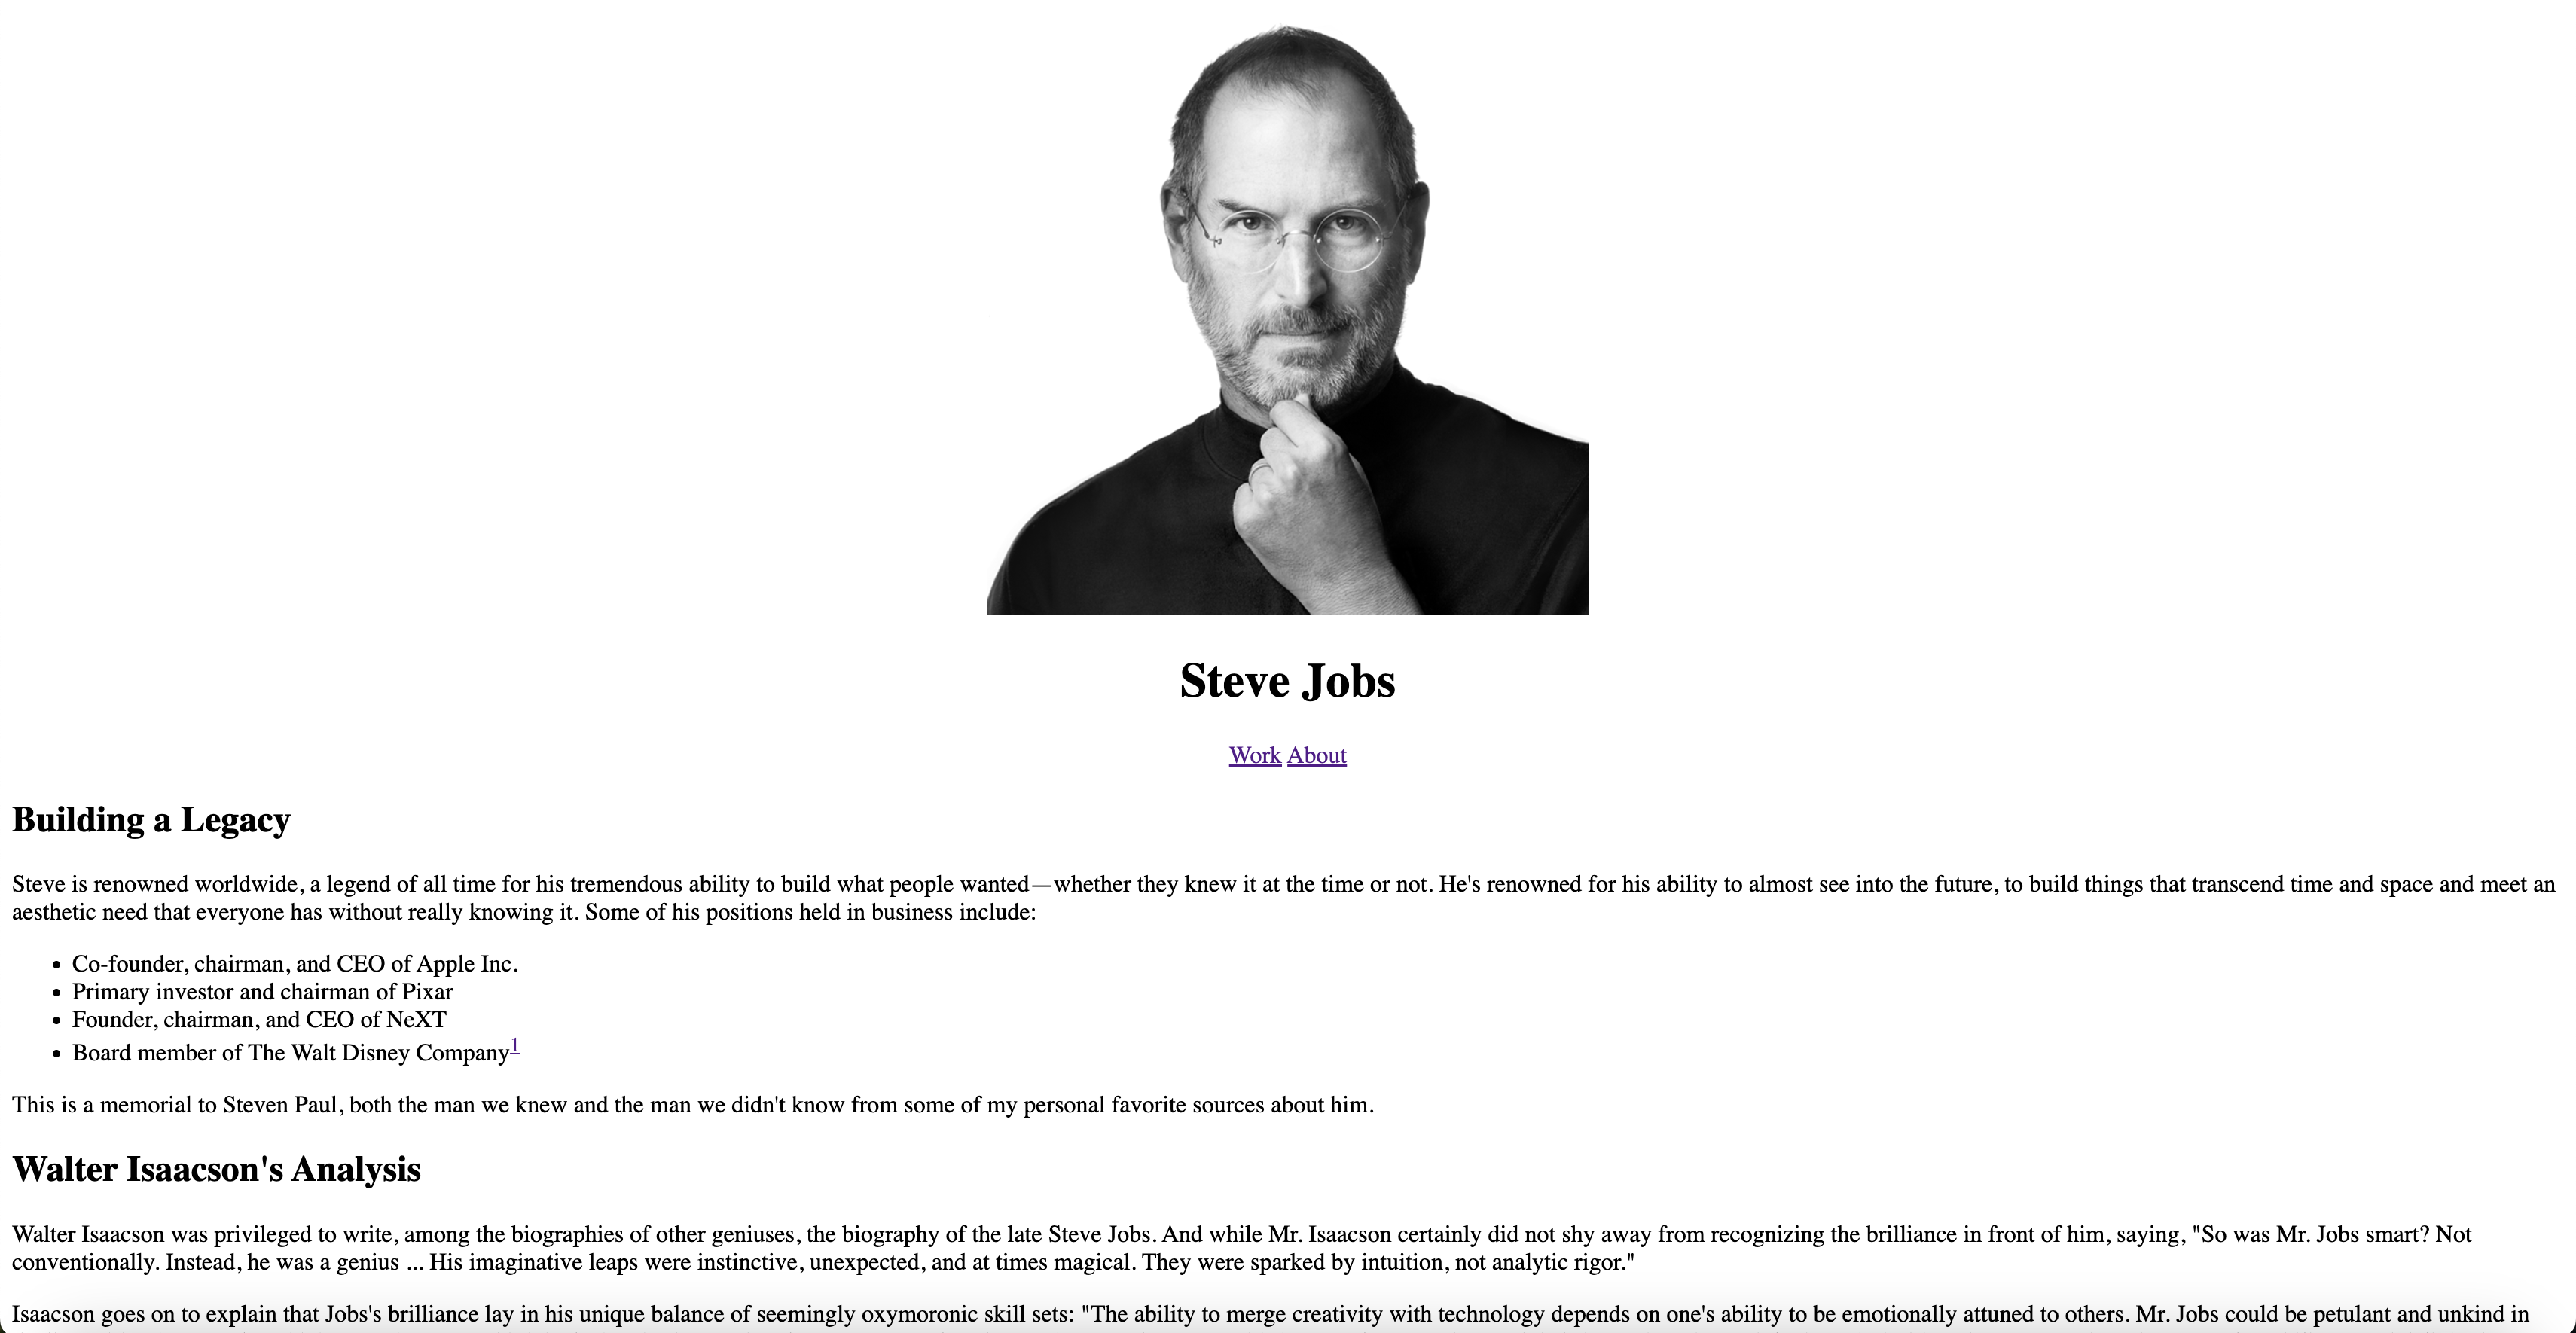 Steve Jobs
Work About
Building a Legacy
Steve is renowned worldwide, a legend of all time for his tremendous ability to build what people wanted—whether they knew it at the time or not. He's renowned for his ability to almost see into the future, to build things that transcend time and space and meet an
aesthetic need that everyone has without really knowing it. Some of his positions held in business include:
• Co-founder, chairman, and CEO of Apple Inc.
• Primary investor and chairman of Pixar
• Founder, chairman, and CEO of NeXT
• Board member of The Walt Disney Company1
This is a memorial to Steven Paul, both the man we knew and the man we didn't know from some of my personal favorite sources about him.
Walter Isaacson's Analysis
Walter Isaacson was privileged to write, among the biographies of other geniuses, the biography of the late Steve Jobs. And while Mr. Isaacson certainly did not shy away from recognizing the brilliance in front of him, saying, "So was Mr. Jobs smart? Not
conventionally. Instead, he was a genius ... His imaginative leaps were instinctive, unexpected, and at times magical. They were sparked by intuition, not analytic rigor."
Isaacson goes on to explain that Jobs's brilliance lay in his unique balance of seemingly oxymoronic skill sets: "The ability to merge creativity with technology depends on one's ability to be emotionally attuned to others. Mr. Jobs could be petulant and unkind in